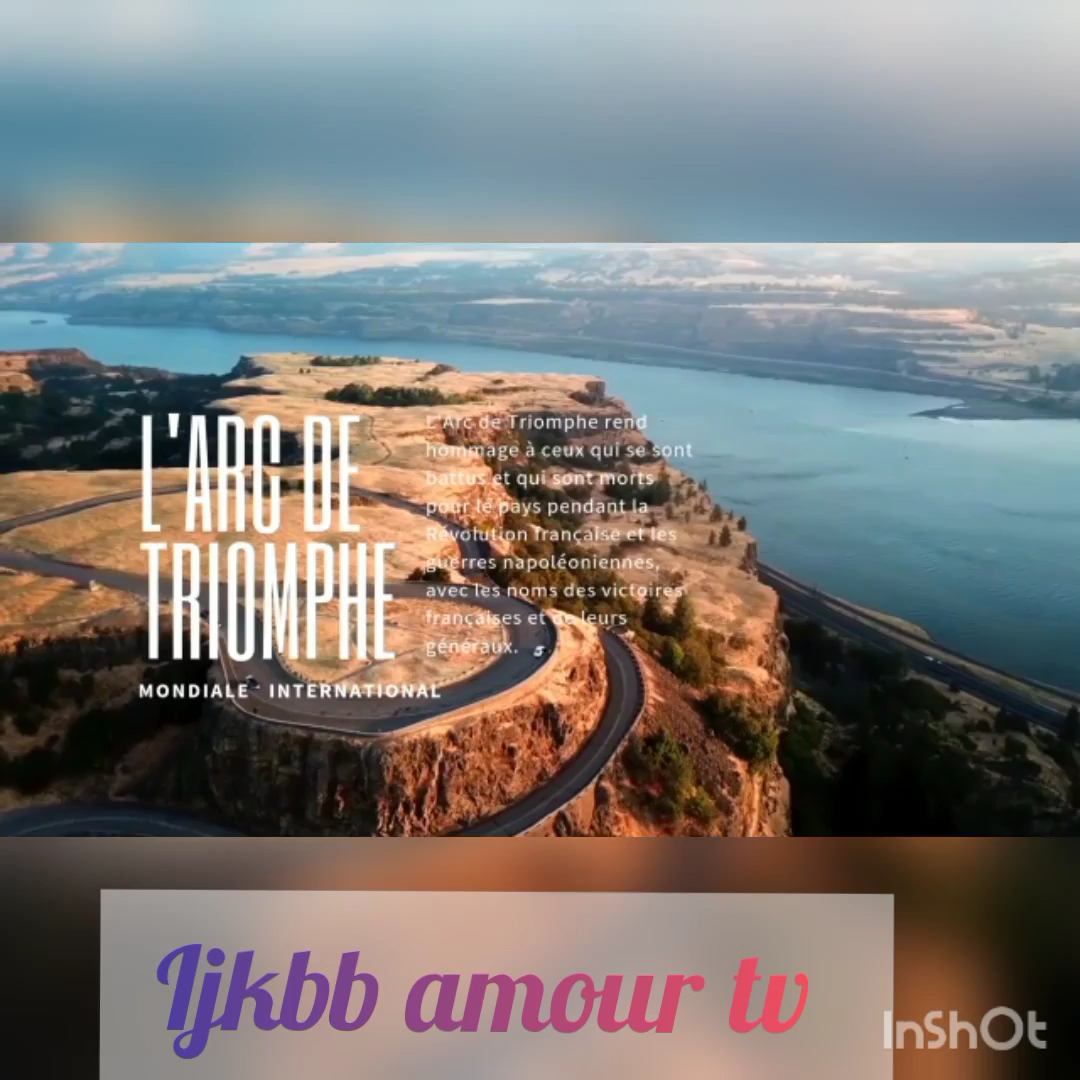 L'ARC DE
TRIOMPHE
MONDIALE - INTERNATIONAL
L'Arc de Triomphe rend
hommage à ceux qui se sont
battus et qui sont morts
pour le pays pendant la
Révolution française et les
guerres napoléoniennes,
avec les noms des victoires
françaises et de leurs
généraux.
Ijkbb amour tv
InShOt